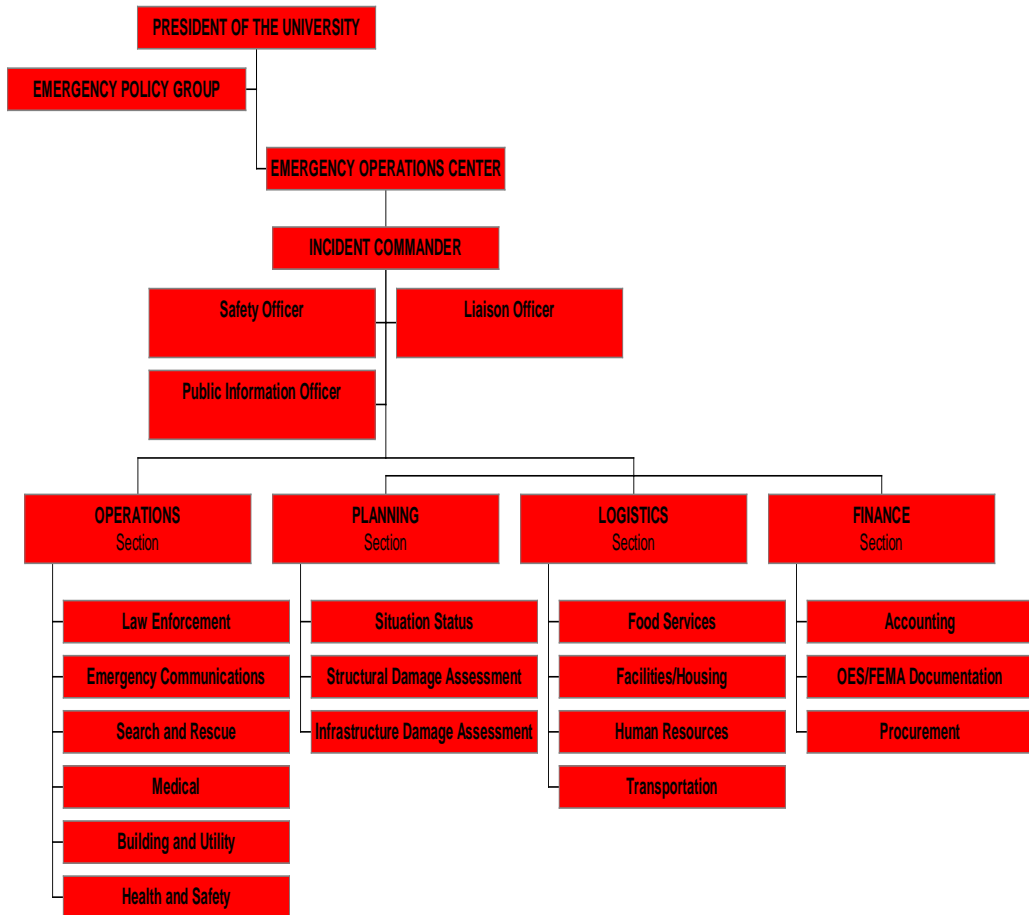 PRESIDENT OF THE UNIVERSITY
EMERGENCY POLICY GROUP
EMERGENCY OPERATIONS CENTER
INCIDENT COMMANDER
Safety Officer
Liaison Officer
Public Information Officer
OPERATIONS
Section
PLANNING
Section
LOGISTICS
Section
FINANCE
Section
Law Enforcement
Emergency Communications
Search and Rescue
Medical
Building and Utility
Health and Safety
Situation Status
Structural Damage Assessment
Infrastructure Damage Assessment
Food Services
Facilities/Housing
Human Resources
Transportation
Accounting
OES/FEMA Documentation
Procurement